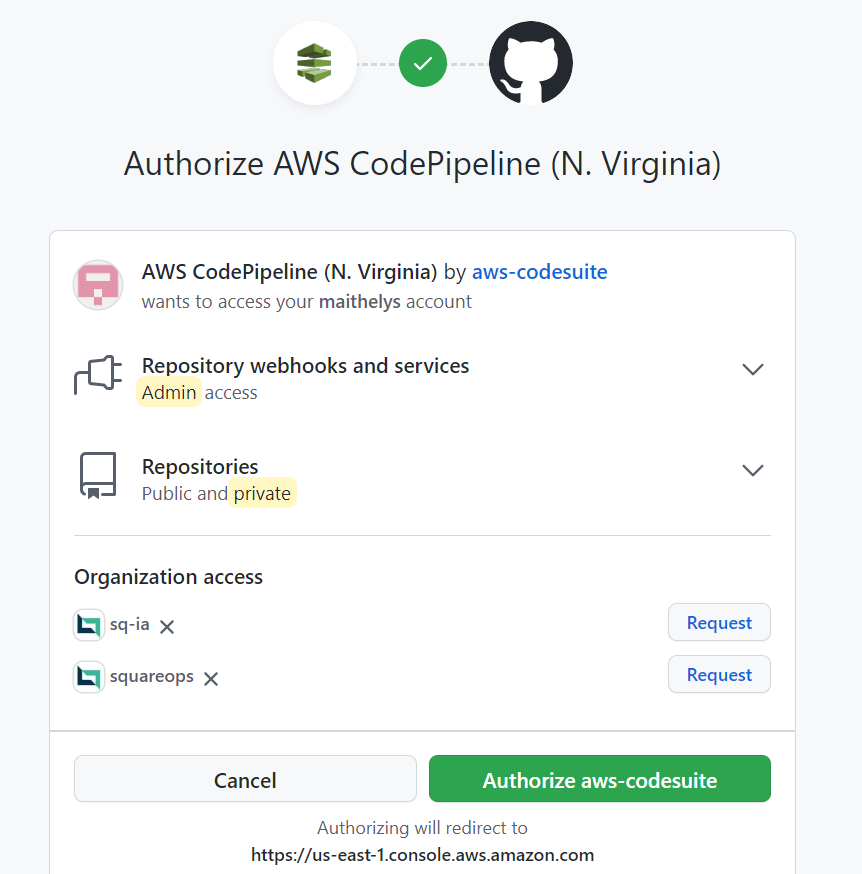 Authorize AWS CodePipeline (N. Virginia)
AWS CodePipeline (N. Virginia) by aws-codesuite
wants to access your maithelys account
Repository webhooks and services
Admin access
Repositories
Public and private
Organization access
sq-ia
Request
squareops
Request
Cancel
Authorize aws-codesuite
Authorizing will redirect to
https://us-east-1.console.aws.amazon.com